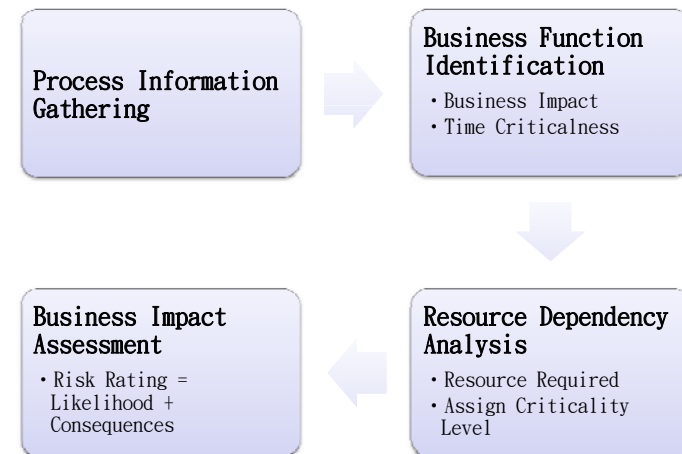 Process Information
Gathering
Business Function
Identification
・Business Impact
・Time Criticalness
Resource Dependency
Analysis
・Resource Required
・Assign Criticality
Level
Business Impact
Assessment
・Risk Rating =
Likelihood +
Consequences